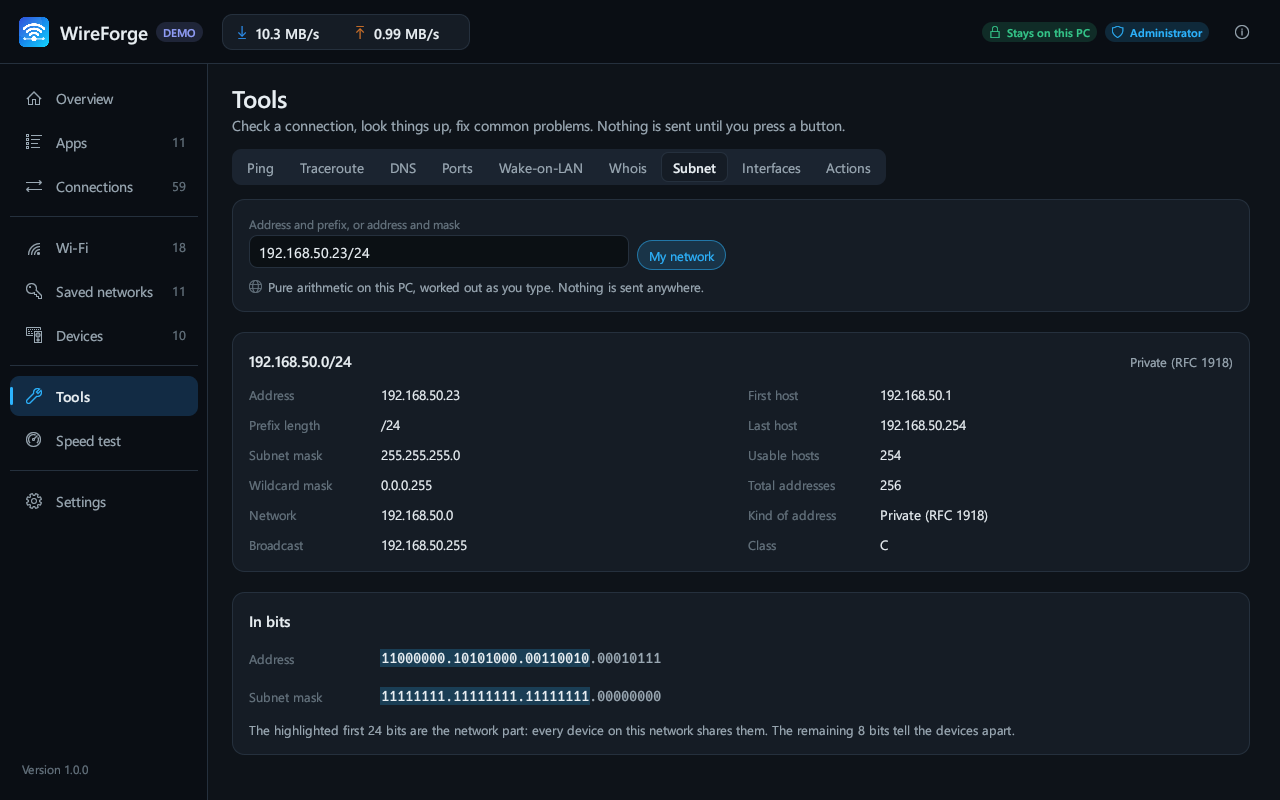 WireForge DEMO 10.3 MB/s 0.99 MB/s Stays on this PC Administrator
Overview
Apps 11
Connections 59
Wi-Fi 18
Saved networks 11
Devices 10
Tools
Speed test
Settings
Version 1.0.0
Tools
Check a connection, look things up, fix common problems. Nothing is sent until you press a button.
Ping Traceroute DNS Ports Wake-on-LAN Whois Subnet Interfaces Actions
Address and prefix, or address and mask
192.168.50.23/24 My network
Pure arithmetic on this PC, worked out as you type. Nothing is sent anywhere.
192.168.50.0/24 Private (RFC 1918)
Address 192.168.50.23 First host 192.168.50.1
Prefix length /24 Last host 192.168.50.254
Subnet mask 255.255.255.0 Usable hosts 254
Wildcard mask 0.0.0.255 Total addresses 256
Network 192.168.50.0 Kind of address Private (RFC 1918)
Broadcast 192.168.50.255 Class C
In bits
Address 11000000.10101000.00110010.00010111
Subnet mask 11111111.11111111.11111111.00000000
The highlighted first 24 bits are the network part: every device on this network shares them. The remaining 8 bits tell the devices apart.